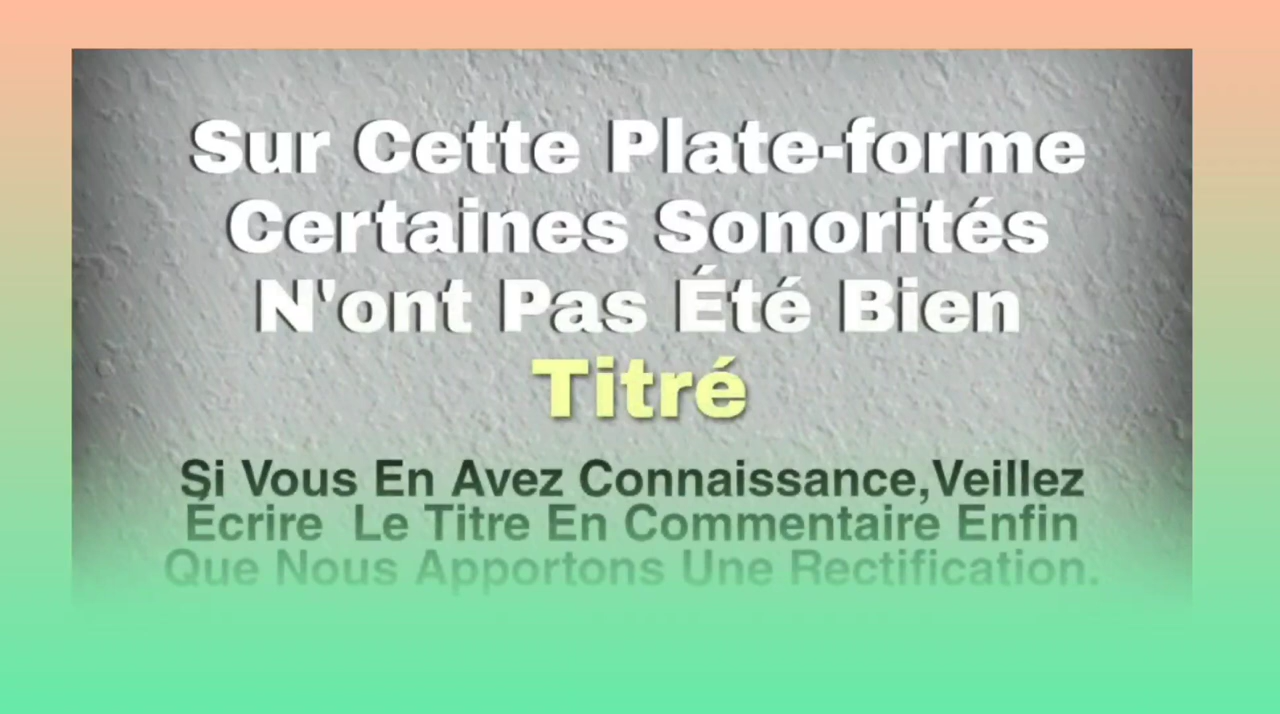 Sur Cette Plate-forme
Certaines Sonorités
N'ont Pas Été Bien
Titré
Si Vous En Avez Connaissance,Veillez
Écrire Le Titre En Commentaire Enfin
Que Nous Apportons Une Rectification.